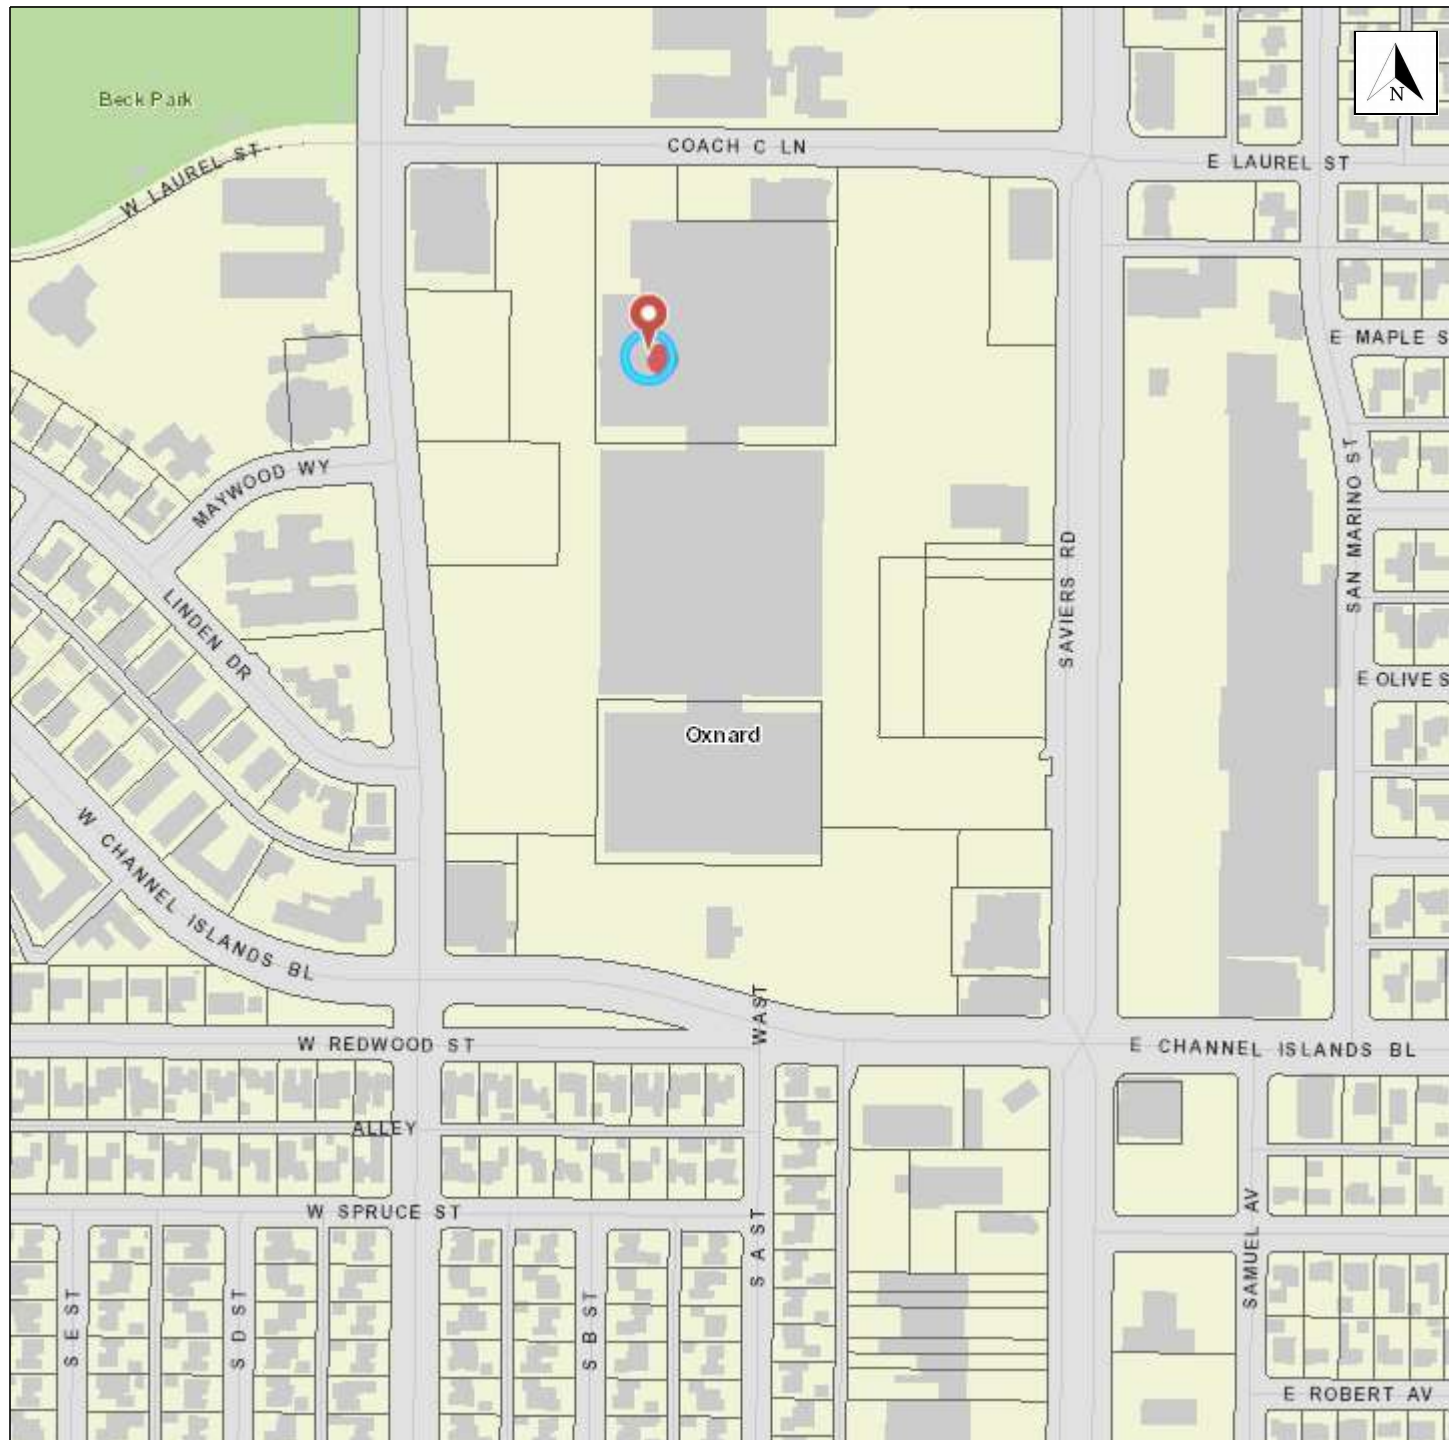 Beck Park
N
COACH C LN
E LAUREL ST
W LAUREL ST
E MAPLE S
MAYWOOD WY
SAN MARINO ST
SAVIERS RD
LINDEN DR
E OLIVE S
Oxnard
W CHANNEL ISLANDS BL
WAST
W REDWOOD ST
E CHANNEL ISLANDS BL
ALLEY
W SPRUCE ST
S A ST
SAMUEL AV
S E ST
S D ST
S B ST
E ROBERT AV